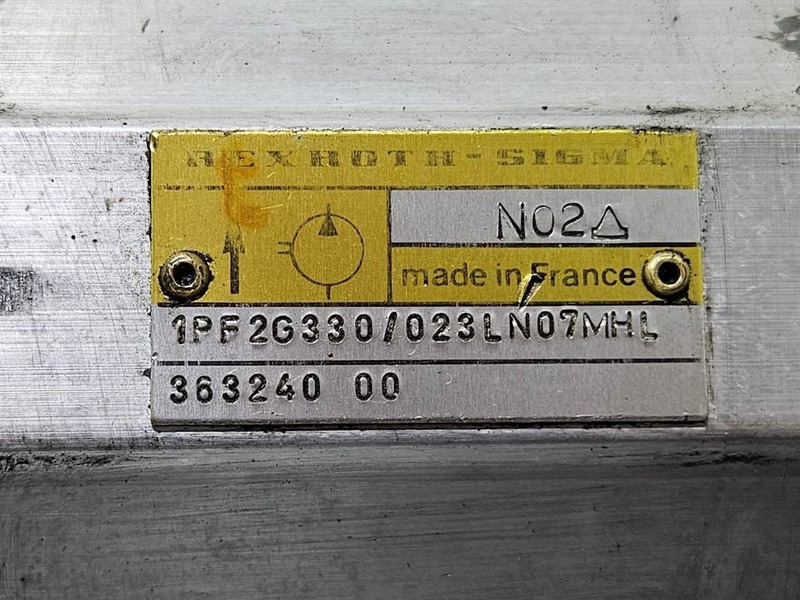 REXROTH-SIGMA
N02△
made in France
1PF2G330/023LN07MHL
363240 00